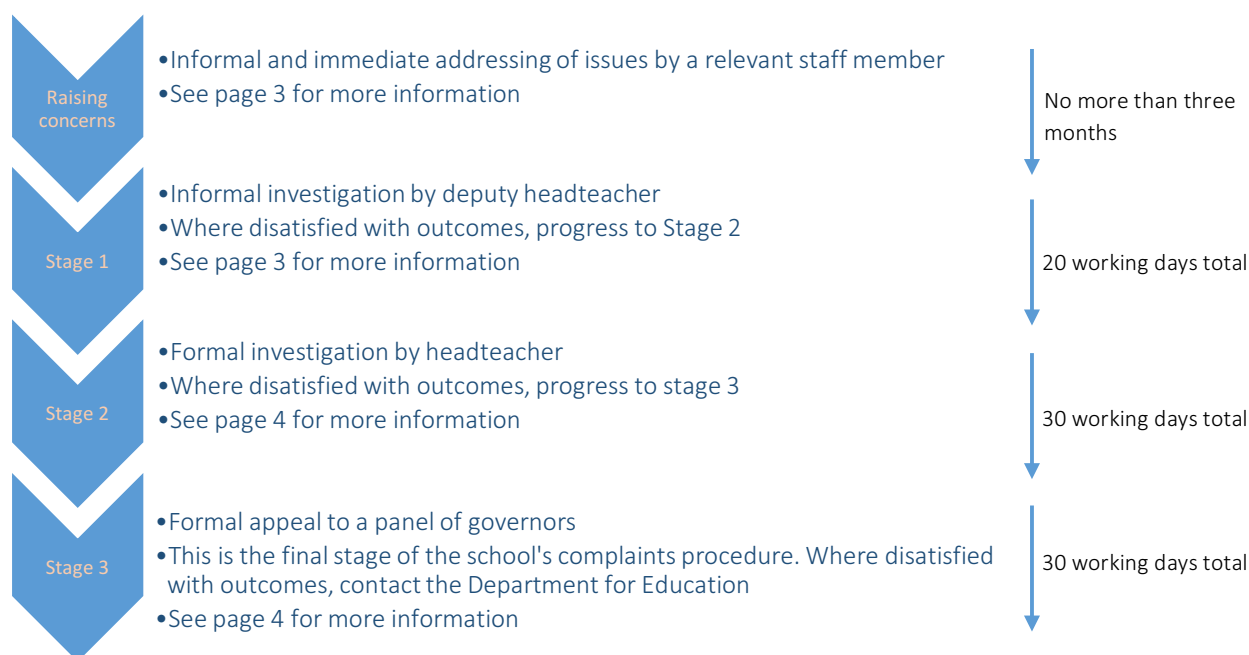 Raising
concerns
•Informal and immediate addressing of issues by a relevant staff member
•See page 3 for more information
No more than three
months
Stage 1
•Informal investigation by deputy headteacher
•Where disatisfied with outcomes, progress to Stage 2
•See page 3 for more information
20 working days total
Stage 2
•Formal investigation by headteacher
•Where disatisfied with outcomes, progress to stage 3
•See page 4 for more information
30 working days total
Stage 3
•Formal appeal to a panel of governors
•This is the final stage of the school's complaints procedure. Where disatisfied
with outcomes, contact the Department for Education
•See page 4 for more information
30 working days total